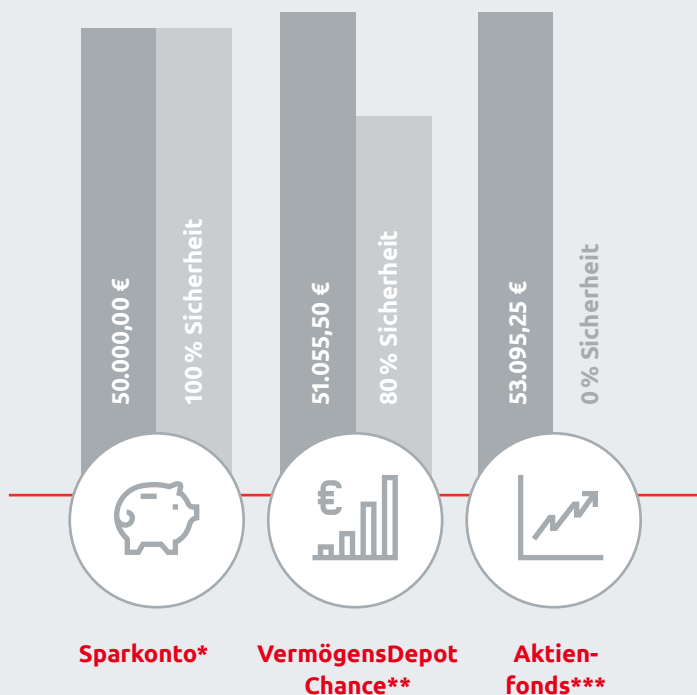 50.000,00 €
100 % Sicherheit
51.055,50 €
80 % Sicherheit
53.095,25 €
0 % Sicherheit
€
Sparkonto*
VermögensDepot
Chance**
Aktien-
fonds***